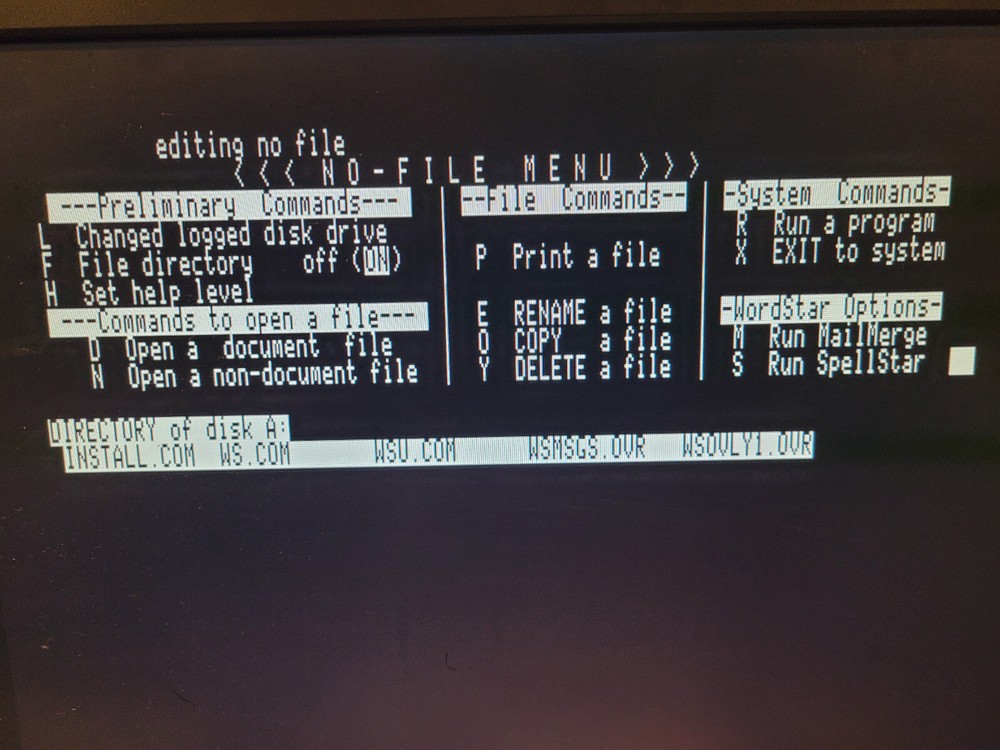 editing no file
< < < NO-FILE MENU > > >
---Preliminary Commands---
L Changed logged disk drive
F File directory off (ON)
H Set help level
---Commands to open a file---
D Open a document file
N Open a non-document file
--File Commands--
P Print a file
E RENAME a file
O COPY a file
Y DELETE a file
-System Commands-
R Run a program
X EXIT to system
-WordStar Options-
M Run MailMerge
S Run SpellStar
DIRECTORY of disk A:
INSTALL.COM WS.COM WSU.COM WSMSGS.OVR WSOVLY1.OVR